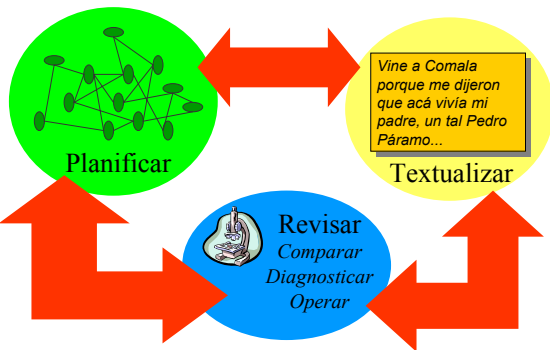 Planificar
Vine a Comala
porque me dijeron
que acá vivía mi
padre, un tal Pedro
Páramo...
Textualizar
Revisar
Comparar
Diagnosticar
Operar